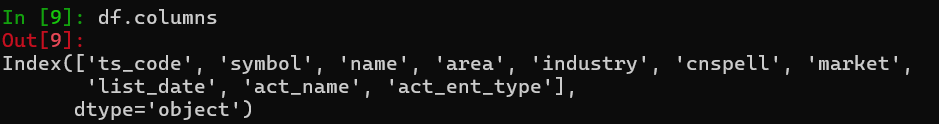 In [9]: df.columns
Out[9]:
Index(['ts_code', 'symbol', 'name', 'area', 'industry', 'cnspell', 'market',
       'list_date', 'act_name', 'act_ent_type'],
      dtype='object')